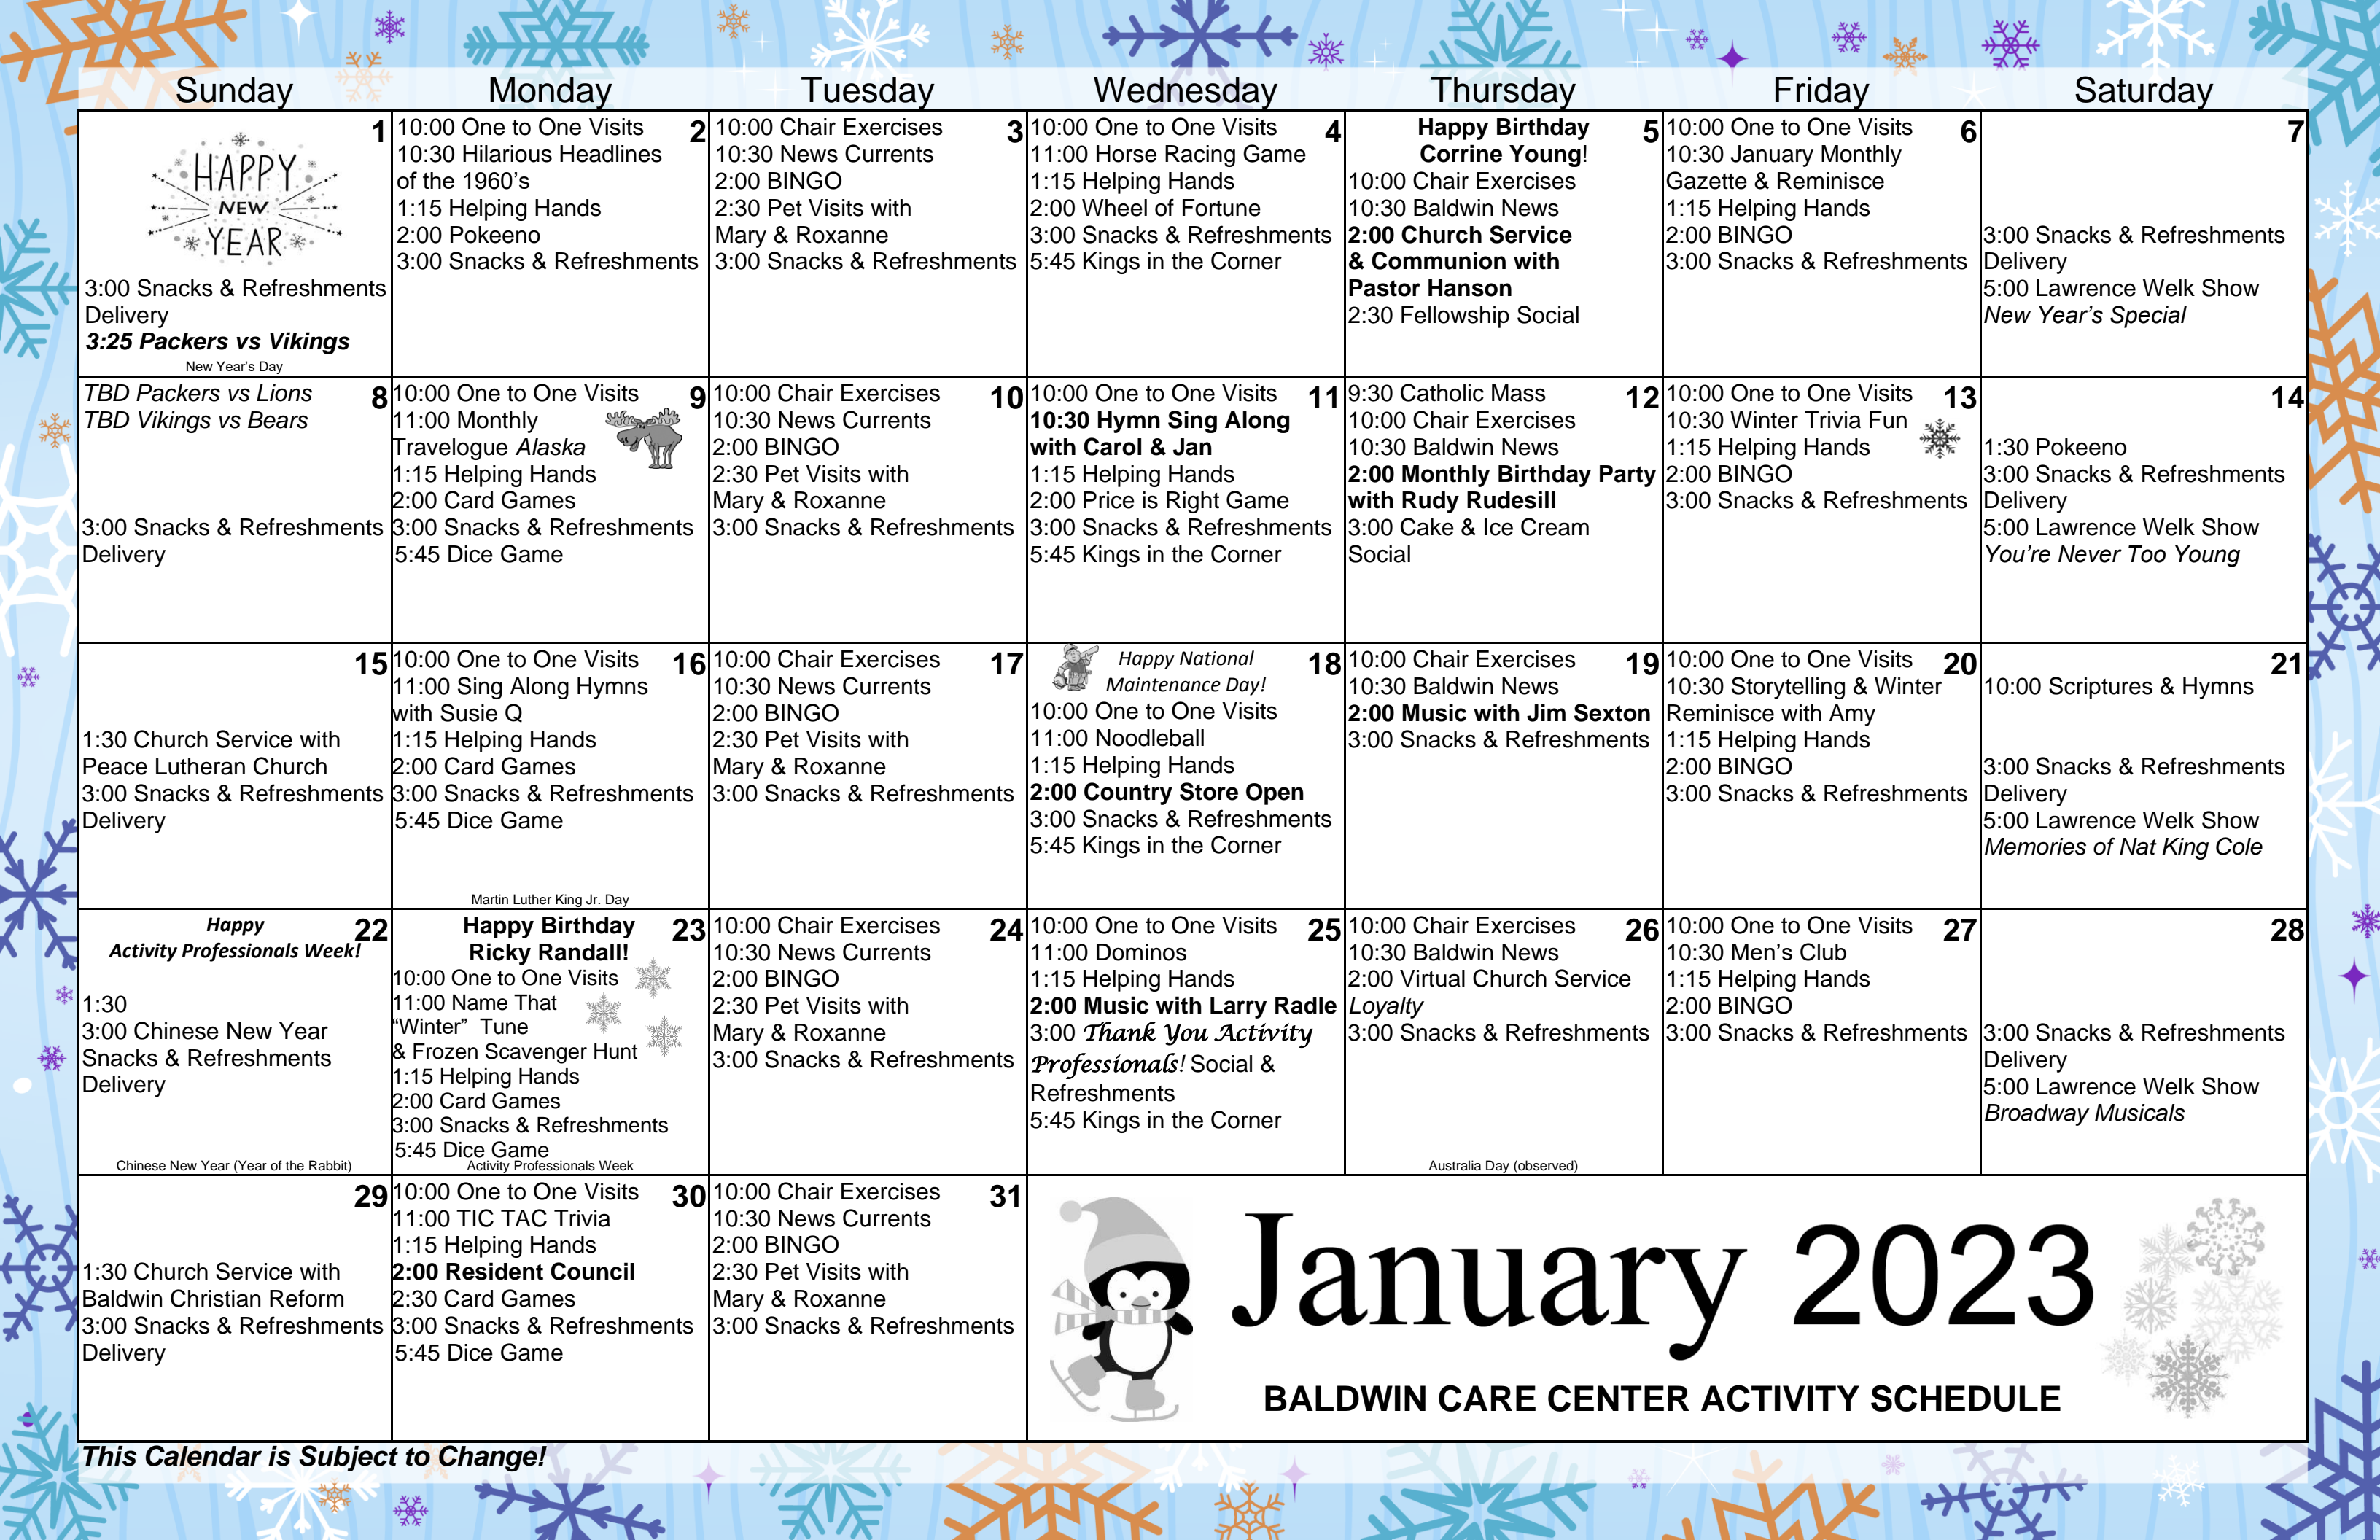 Sunday
Monday
Tuesday
Wednesday
Thursday
Friday
Saturday
1
HAPPY
NEW
YEAR
3:00 Snacks & Refreshments
Delivery
3:25 Packers vs Vikings
New Year's Day
2
10:00 One to One Visits
10:30 Hilarious Headlines
of the 1960's
1:15 Helping Hands
2:00 Pokeeno
3:00 Snacks & Refreshments
3
10:00 Chair Exercises
10:30 News Currents
2:00 BINGO
2:30 Pet Visits with
Mary & Roxanne
3:00 Snacks & Refreshments
4
10:00 One to One Visits
11:00 Horse Racing Game
1:15 Helping Hands
2:00 Wheel of Fortune
3:00 Snacks & Refreshments
5:45 Kings in the Corner
5
Happy Birthday
Corrine Young!
10:00 Chair Exercises
10:30 Baldwin News
2:00 Church Service
& Communion with
Pastor Hanson
2:30 Fellowship Social
6
10:00 One to One Visits
10:30 January Monthly
Gazette & Reminisce
1:15 Helping Hands
2:00 BINGO
3:00 Snacks & Refreshments
7
3:00 Snacks & Refreshments
Delivery
5:00 Lawrence Welk Show
New Year's Special
8
TBD Packers vs Lions
TBD Vikings vs Bears
3:00 Snacks & Refreshments
Delivery
9
10:00 One to One Visits
11:00 Monthly
Travelogue Alaska
1:15 Helping Hands
2:00 Card Games
3:00 Snacks & Refreshments
5:45 Dice Game
10
10:00 Chair Exercises
10:30 News Currents
2:00 BINGO
2:30 Pet Visits with
Mary & Roxanne
3:00 Snacks & Refreshments
11
10:00 One to One Visits
10:30 Hymn Sing Along
with Carol & Jan
1:15 Helping Hands
2:00 Price is Right Game
3:00 Snacks & Refreshments
5:45 Kings in the Corner
12
9:30 Catholic Mass
10:00 Chair Exercises
10:30 Baldwin News
2:00 Monthly Birthday Party
with Rudy Rudesill
3:00 Cake & Ice Cream
Social
13
10:00 One to One Visits
10:30 Winter Trivia Fun
1:15 Helping Hands
2:00 BINGO
3:00 Snacks & Refreshments
14
1:30 Pokeeno
3:00 Snacks & Refreshments
Delivery
5:00 Lawrence Welk Show
You're Never Too Young
15
1:30 Church Service with
Peace Lutheran Church
3:00 Snacks & Refreshments
Delivery
16
10:00 One to One Visits
11:00 Sing Along Hymns
with Susie Q
1:15 Helping Hands
2:00 Card Games
3:00 Snacks & Refreshments
5:45 Dice Game
Martin Luther King Jr. Day
17
10:00 Chair Exercises
10:30 News Currents
2:00 BINGO
2:30 Pet Visits with
Mary & Roxanne
3:00 Snacks & Refreshments
18
Happy National
Maintenance Day!
10:00 One to One Visits
11:00 Noodleball
1:15 Helping Hands
2:00 Country Store Open
3:00 Snacks & Refreshments
5:45 Kings in the Corner
19
10:00 Chair Exercises
10:30 Baldwin News
2:00 Music with Jim Sexton
3:00 Snacks & Refreshments
20
10:00 One to One Visits
10:30 Storytelling & Winter
Reminisce with Amy
1:15 Helping Hands
2:00 BINGO
3:00 Snacks & Refreshments
21
10:00 Scriptures & Hymns
3:00 Snacks & Refreshments
Delivery
5:00 Lawrence Welk Show
Memories of Nat King Cole
22
Happy
Activity Professionals Week!
1:30
3:00 Chinese New Year
Snacks & Refreshments
Delivery
Chinese New Year (Year of the Rabbit)
23
Happy Birthday
Ricky Randall!
10:00 One to One Visits
11:00 Name That
"Winter" Tune
& Frozen Scavenger Hunt
1:15 Helping Hands
2:00 Card Games
3:00 Snacks & Refreshments
5:45 Dice Game
Activity Professionals Week
24
10:00 Chair Exercises
10:30 News Currents
2:00 BINGO
2:30 Pet Visits with
Mary & Roxanne
3:00 Snacks & Refreshments
25
10:00 One to One Visits
11:00 Dominos
1:15 Helping Hands
2:00 Music with Larry Radle
3:00 Thank You Activity
Professionals! Social &
Refreshments
5:45 Kings in the Corner
26
10:00 Chair Exercises
10:30 Baldwin News
2:00 Virtual Church Service
Loyalty
3:00 Snacks & Refreshments
Australia Day (observed)
27
10:00 One to One Visits
10:30 Men's Club
1:15 Helping Hands
2:00 BINGO
3:00 Snacks & Refreshments
28
3:00 Snacks & Refreshments
Delivery
5:00 Lawrence Welk Show
Broadway Musicals
29
1:30 Church Service with
Baldwin Christian Reform
3:00 Snacks & Refreshments
Delivery
30
10:00 One to One Visits
11:00 TIC TAC Trivia
1:15 Helping Hands
2:00 Resident Council
2:30 Card Games
3:00 Snacks & Refreshments
5:45 Dice Game
31
10:00 Chair Exercises
10:30 News Currents
2:00 BINGO
2:30 Pet Visits with
Mary & Roxanne
3:00 Snacks & Refreshments
January 2023
BALDWIN CARE CENTER ACTIVITY SCHEDULE
This Calendar is Subject to Change!